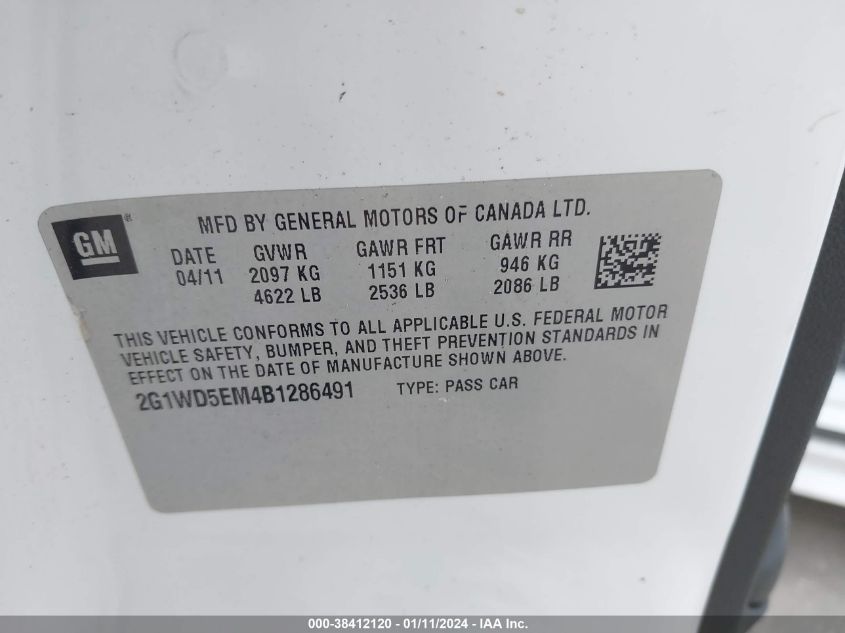 GM ®
MFD BY GENERAL MOTORS OF CANADA LTD.
DATE GVWR GAWR FRT GAWR RR
04/11 2097 KG 1151 KG 946 KG
4622 LB 2536 LB 2086 LB
THIS VEHICLE CONFORMS TO ALL APPLICABLE U.S. FEDERAL MOTOR
VEHICLE SAFETY, BUMPER, AND THEFT PREVENTION STANDARDS IN
EFFECT ON THE DATE OF MANUFACTURE SHOWN ABOVE.
2G1WD5EM4B1286491 TYPE: PASS CAR
000-38412120 - 01/11/2024 - IAA Inc.